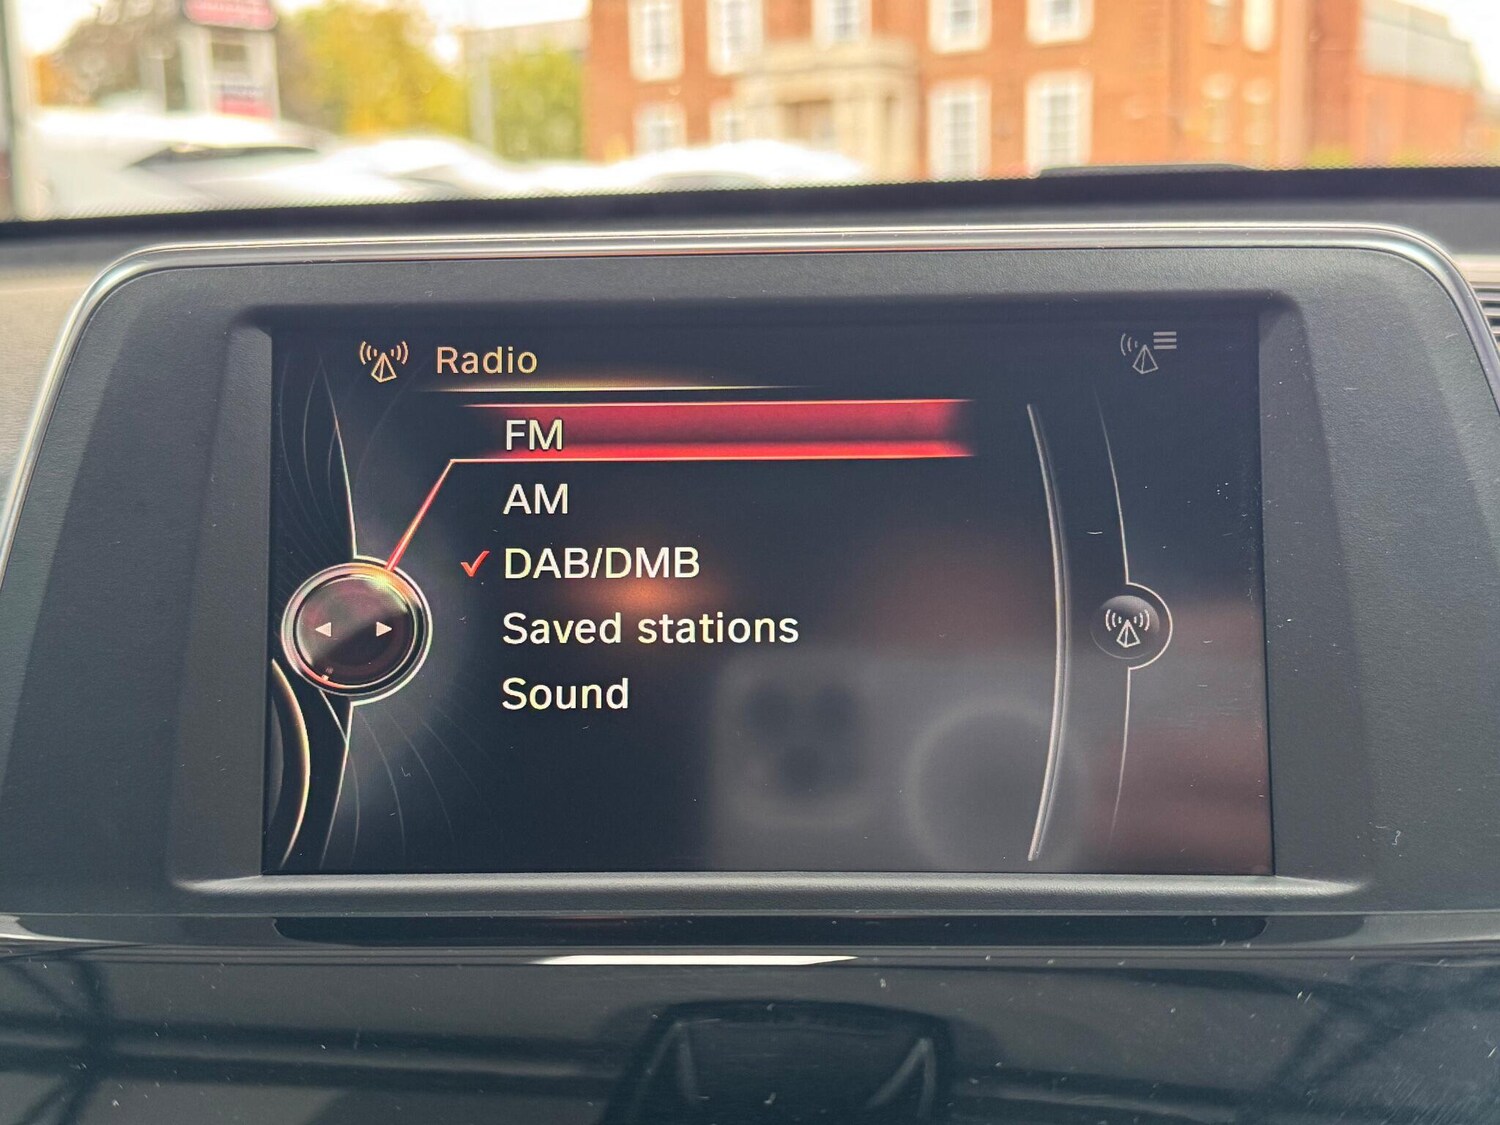 Radio
FM
AM
DAB/DMB
Saved stations
Sound